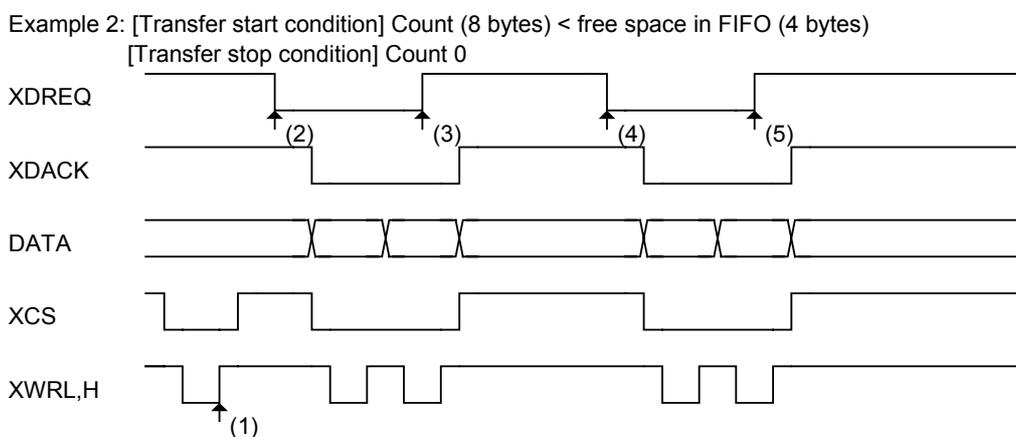 Example 2: [Transfer start condition] Count (8 bytes) < free space in FIFO (4 bytes)
[Transfer stop condition] Count 0
XDREQ
(2) (3) (4) (5)
XDACK
DATA
XCS
XWRL,H
(1)